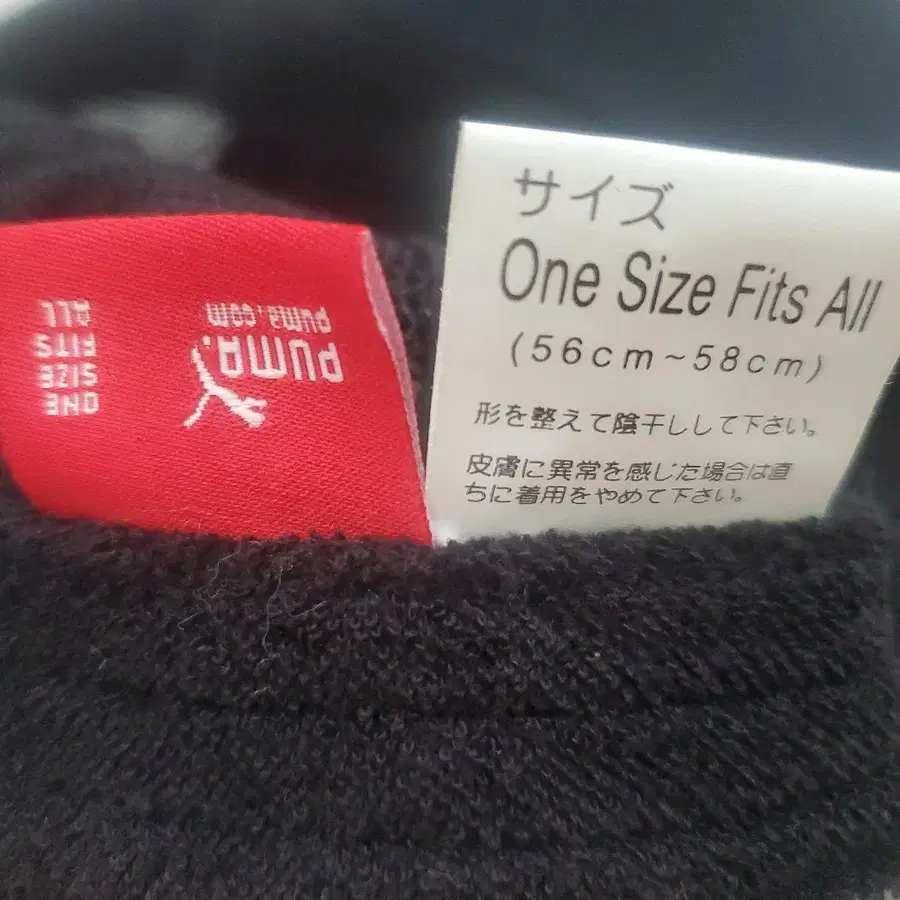 サイズ
One Size Fits All
(56cm~58cm)
形を整えて陰干しして下さい。
皮膚に異常を感じた場合は直
ちに着用をやめて下さい。
PUMA.
puma.com
ONE
SIZE
FITS
ALL